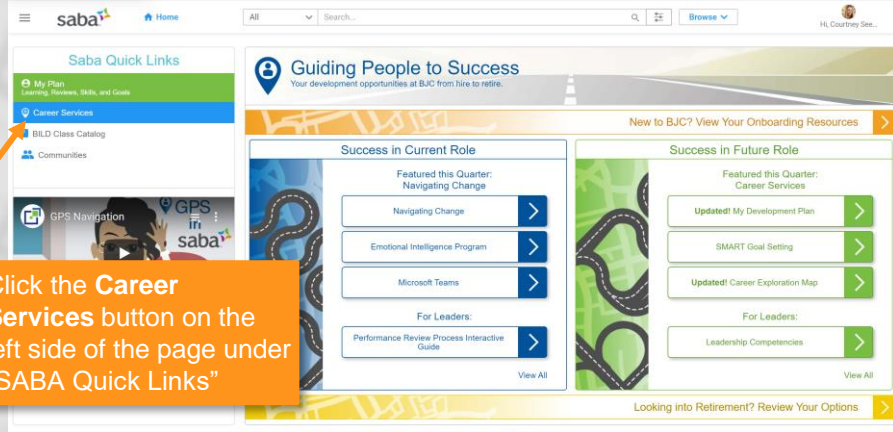 saba
Home
All
Search...
Browse
Hi, Courtney See...
Saba Quick Links
My Plan
Learning, Reviews, Skills, and Goals
Career Services
BILD Class Catalog
Communities
GPS Navigation
GPS
in
saba
Click the Career
Services button on the
left side of the page under
"SABA Quick Links"
Guiding People to Success
Your development opportunities at BJC from hire to retire.
New to BJC? View Your Onboarding Resources
Success in Current Role
Featured this Quarter:
Navigating Change
Navigating Change
Emotional Intelligence Program
Microsoft Teams
For Leaders:
Performance Review Process Interactive
Guide
View All
Success in Future Role
Featured this Quarter:
Career Services
Updated! My Development Plan
SMART Goal Setting
Updated! Career Exploration Map
For Leaders:
Leadership Competencies
View All
Looking into Retirement? Review Your Options